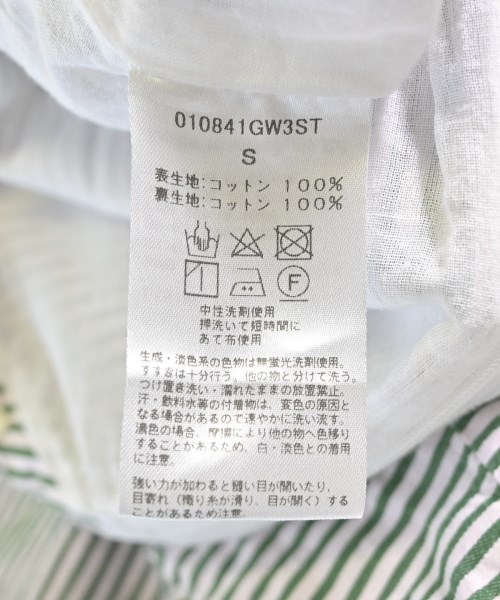 010841GW3ST
S
表生地:コットン 100%
裏生地:コットン 100%
F
中性洗剤使用
押洗いで短時間に
あて布使用
生成・淡色系の色物は無蛍光洗剤使用。
すすぎは十分行う。他の物と分けて洗う。
つけ置き洗い・濡れたままの放置禁止。
汗・飲料水等の付着物は、変色の原因と
なる場合があるので速やかに洗い流す。
濃色の場合、摩擦により他の物へ色移り
することがあるため、白・淡色との着用
に注意。
強い力が加わると縫い目が開いたり、
目寄れ(織り糸が滑り、目が開く)する
ことがあるため注意。